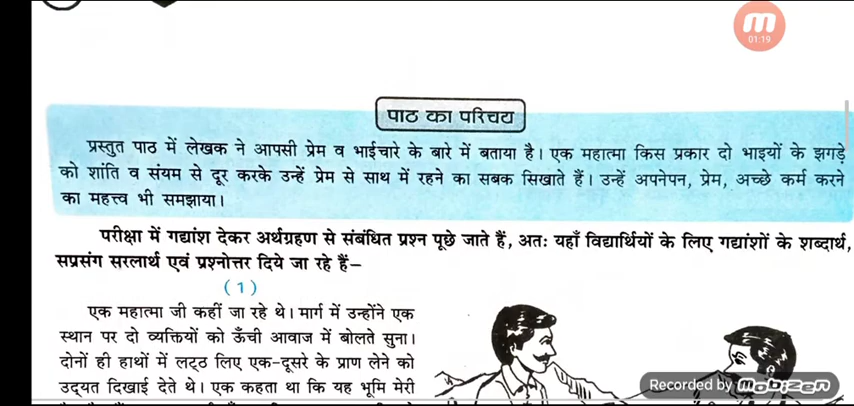 01:19
पाठ का परिचय
प्रस्तुत पाठ में लेखक ने आपसी प्रेम व भाईचारे के बारे में बताया है। एक महात्मा किस प्रकार दो भाइयों के झगड़े
को शांति व संयम से दूर करके उन्हें प्रेम से साथ में रहने का सबक सिखाते हैं। उन्हें अपनेपन, प्रेम, अच्छे कर्म करने
का महत्त्व भी समझाया।
परीक्षा में गद्यांश देकर अर्थग्रहण से संबंधित प्रश्न पूछे जाते हैं, अतः यहाँ विद्यार्थियों के लिए गद्यांशों के शब्दार्थ,
सप्रसंग सरलार्थ एवं प्रश्नोत्तर दिये जा रहे हैं–
(1)
एक महात्मा जी कहीं जा रहे थे। मार्ग में उन्होंने एक
स्थान पर दो व्यक्तियों को ऊँची आवाज में बोलते सुना।
दोनों ही हाथों में लट्ठ लिए एक-दूसरे के प्राण लेने को
उद्यत दिखाई देते थे। एक कहता था कि यह भूमि मेरी
Recorded by mobizen